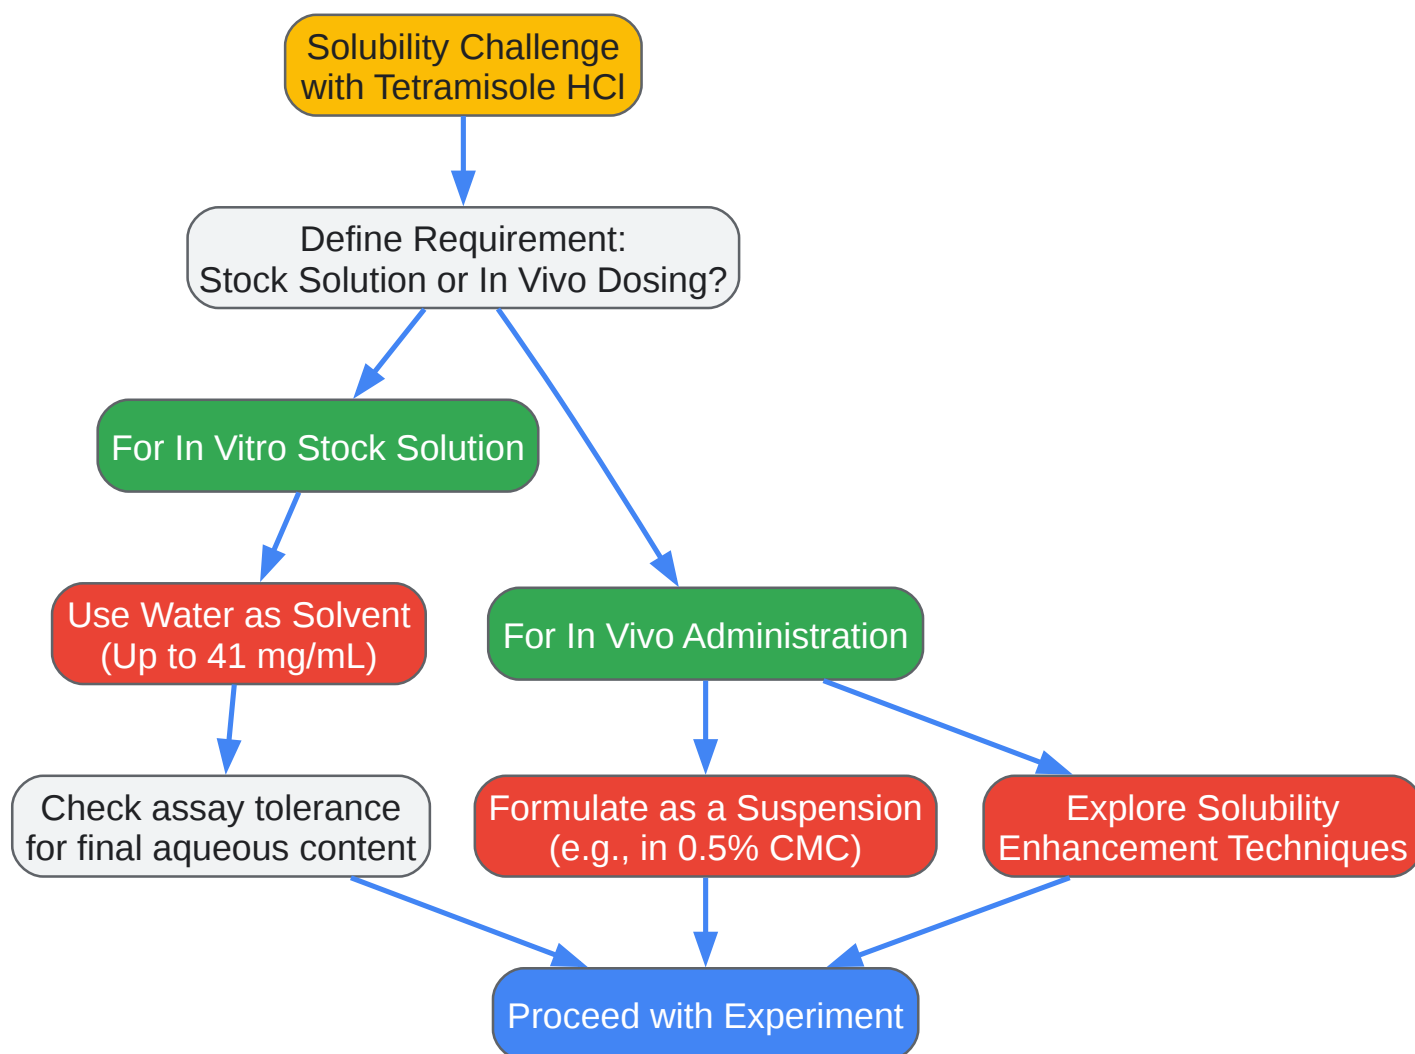 Solubility Challenge
with Tetramisole HCl
Define Requirement:
Stock Solution or In Vivo Dosing?
For In Vitro Stock Solution
Use Water as Solvent
(Up to 41 mg/mL)
For In Vivo Administration
Check assay tolerance
for final aqueous content
Formulate as a Suspension
(e.g., in 0.5% CMC)
Explore Solubility
Enhancement Techniques
Proceed with Experiment